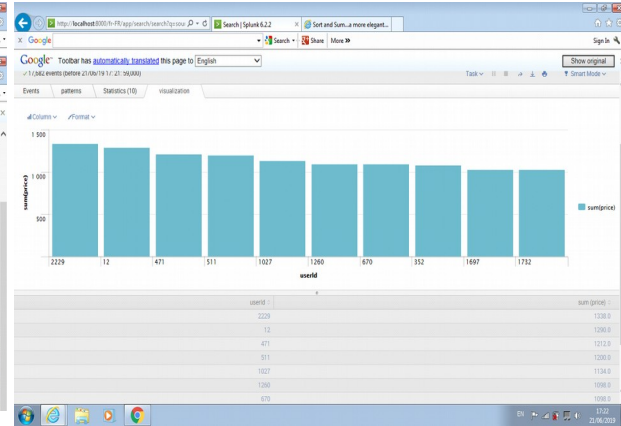 http://localhost:8000/fr-FR/app/search/search?q=sour
Search | Splunk 6.2.2
Sort and Sum...a more elegant...
x Google
Search
Share
More >>
Sign In
Google Toolbar has automatically translated this page to English
Show original
17,682 events (before 21/06/19 17: 21: 59,000)
Task
Smart Mode
Events
patterns
Statistics (10)
visualization
Column
Format
1 500
1 000
500
sum(price)
sum(price)
2229 12 471 511 1027 1260 670 352 1697 1732
userId
userId
sum (price)
2229 1338.0
12 1290.0
471 1212.0
511 1200.0
1027 1134.0
1260 1098.0
670 1098.0
EN
17:22
21/06/2019